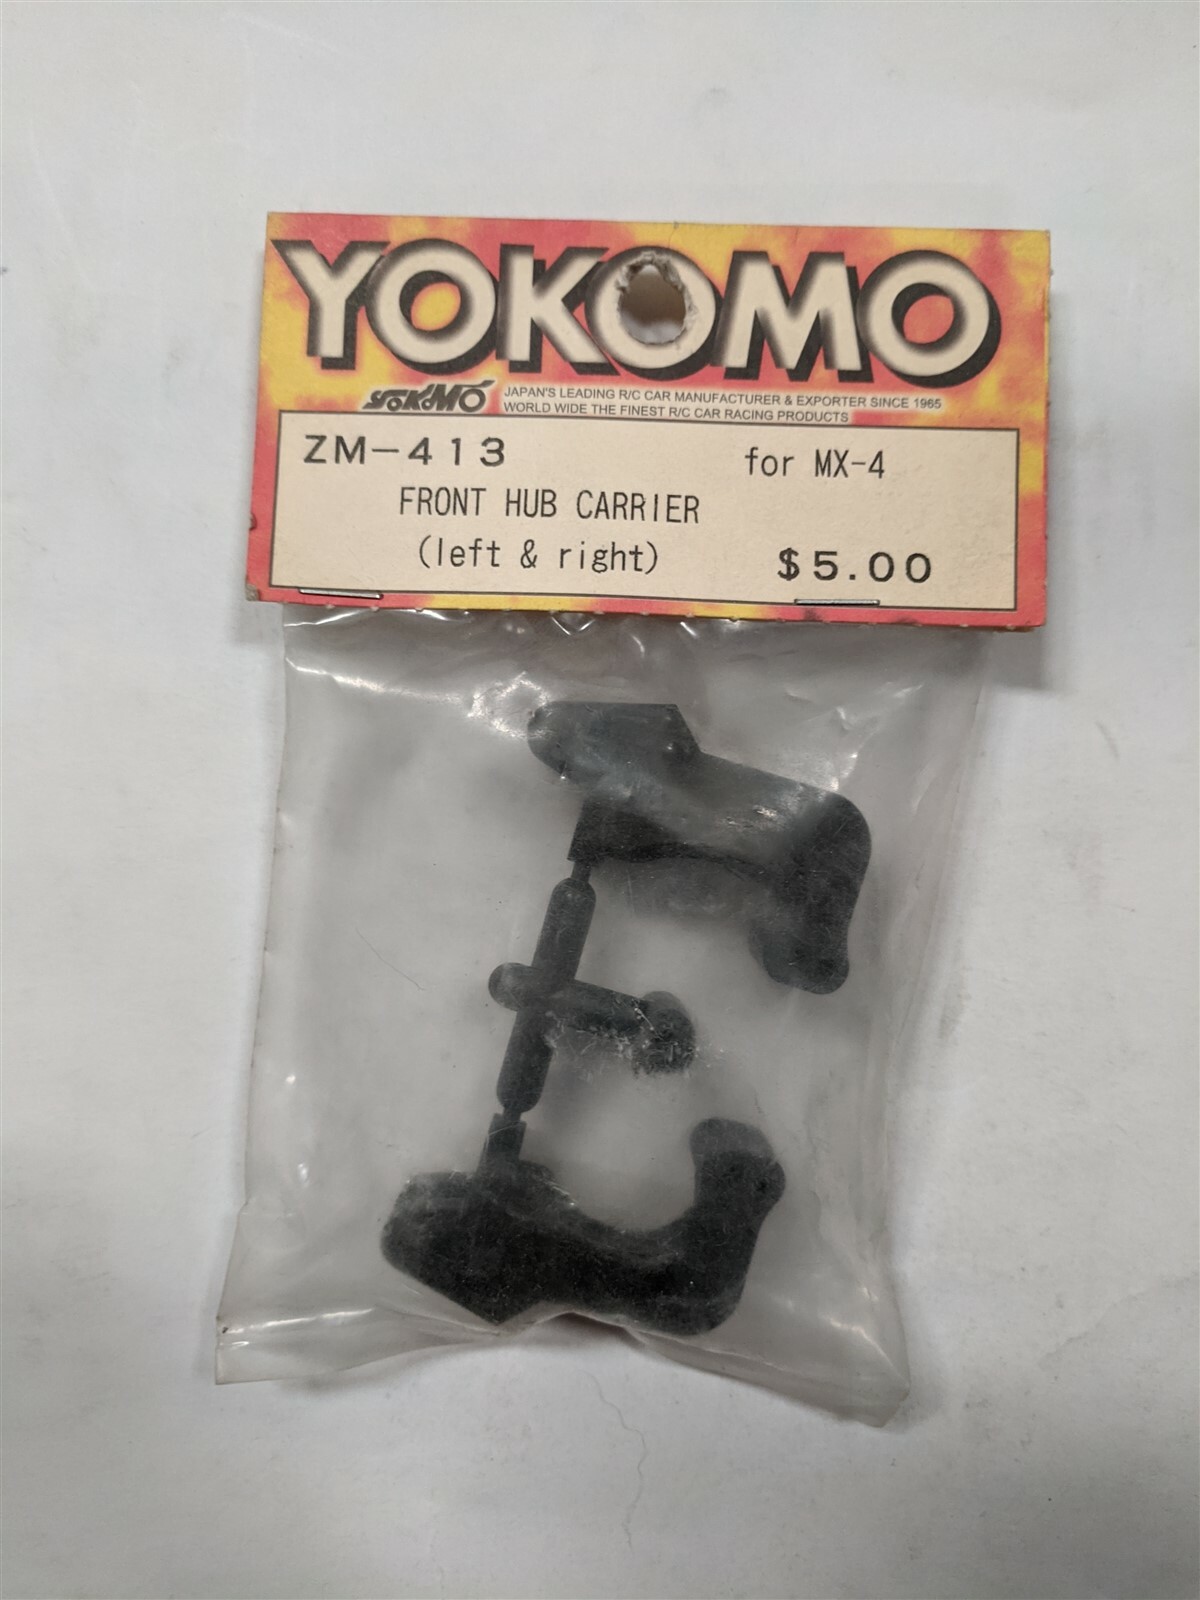 YOKOMO
YOKOMO JAPAN'S LEADING R/C CAR MANUFACTURER & EXPORTER SINCE 1965
WORLD WIDE THE FINEST R/C CAR RACING PRODUCTS
ZM-413 for MX-4
FRONT HUB CARRIER
(left & right) $5.00